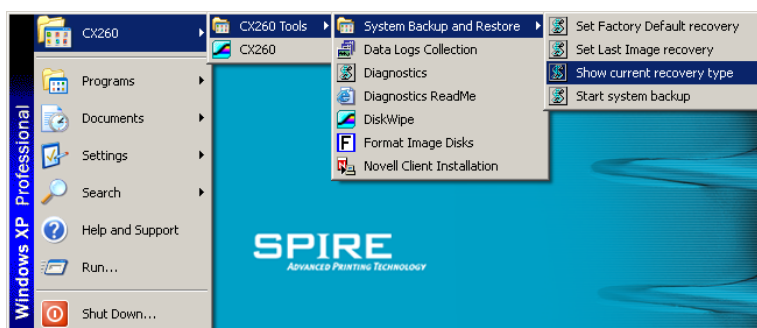 CX260
Programs
Documents
Settings
Search
Help and Support
Run...
Shut Down...
Windows XP Professional
CX260 Tools
CX260
System Backup and Restore
Data Logs Collection
Diagnostics
Diagnostics ReadMe
DiskWipe
Format Image Disks
Novell Client Installation
Set Factory Default recovery
Set Last Image recovery
Show current recovery type
Start system backup
SPIRE
ADVANCED PRINTING TECHNOLOGY